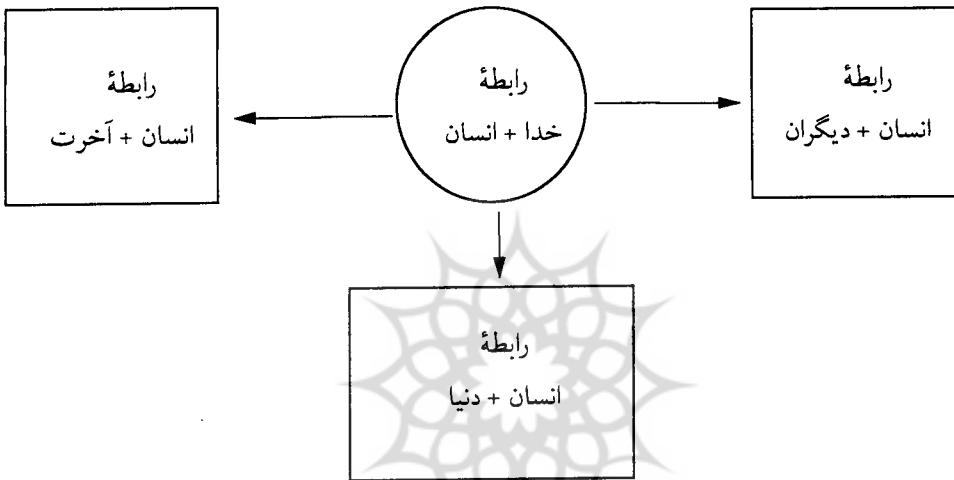 رابطهٔ
انسان + دیگران
رابطهٔ
خدا + انسان
رابطهٔ
انسان + آخرت
رابطهٔ
انسان + دنیا